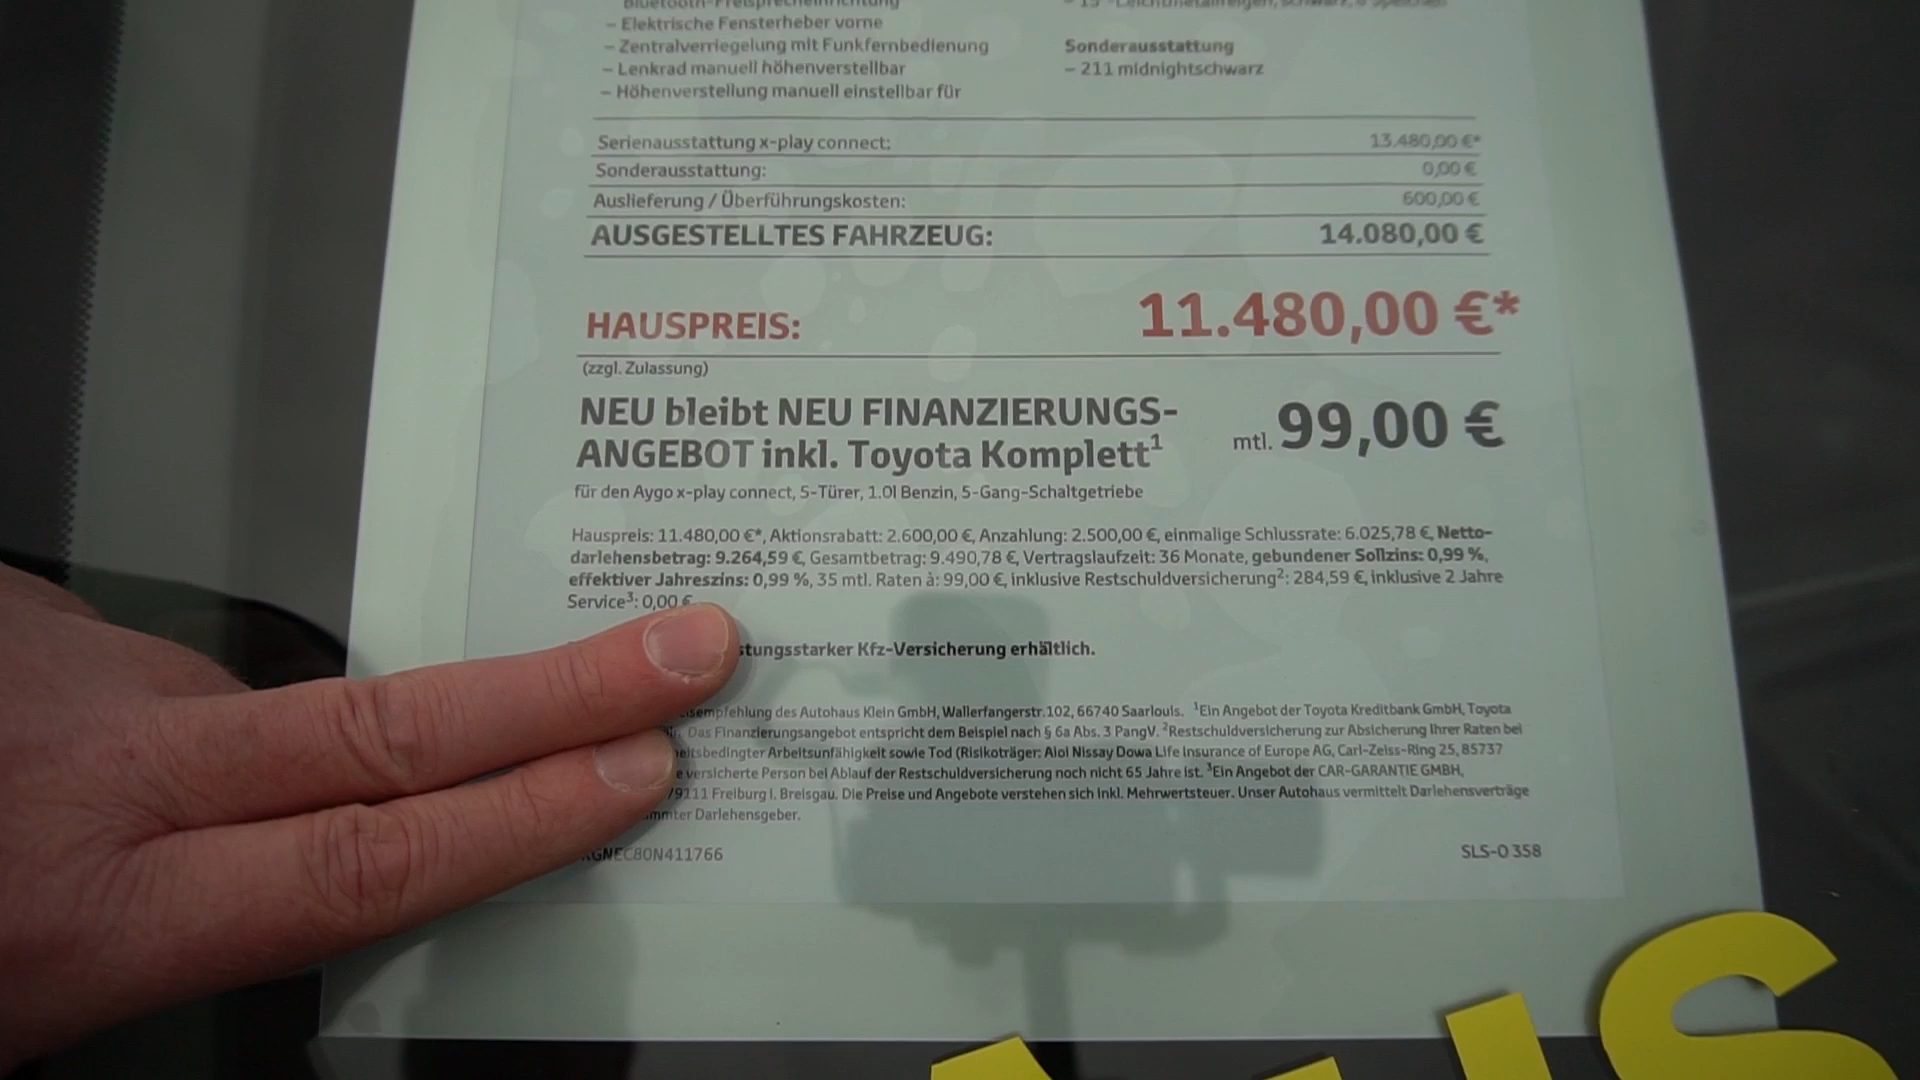 Bluetooth-Freisprecheinrichtung
– Elektrische Fensterheber vorne
– Zentralverriegelung mit Funkfernbedienung
– Lenkrad manuell höhenverstellbar
– Höhenverstellung manuell einstellbar für
– 15"-Leichtmetallfelgen, schwarz,
Sonderausstattung
– 211 midnightschwarz
Serienausstattung x-play connect: 13.480,00 €*
Sonderausstattung: 0,00 €
Auslieferung / Überführungskosten: 600,00 €
AUSGESTELLTES FAHRZEUG: 14.080,00 €
HAUSPREIS: 11.480,00 €*
(zzgl. Zulassung)
NEU bleibt NEU FINANZIERUNGS-
ANGEBOT inkl. Toyota Komplett¹ mtl. 99,00 €
für den Aygo x-play connect, 5-Türer, 1.0l Benzin, 5-Gang-Schaltgetriebe
Hauspreis: 11.480,00 €*, Aktionsrabatt: 2.600,00 €, Anzahlung: 2.500,00 €, einmalige Schlussrate: 6.025,78 €, Netto-
darlehensbetrag: 9.264,59 €, Gesamtbetrag: 9.490,78 €, Vertragslaufzeit: 36 Monate, gebundener Sollzins: 0,99 %,
effektiver Jahreszins: 0,99 %, 35 mtl. Raten à: 99,00 €, inklusive Restschuldversicherung²: 284,59 €, inklusive 2 Jahre
Service³: 0,00 €
stungsstarker Kfz-Versicherung erhältlich.
isempfehlung des Autohaus Klein GmbH, Wallerfangerstr.102, 66740 Saarlouis. ¹Ein Angebot der Toyota Kreditbank GmbH, Toyota
Das Finanzierungsangebot entspricht dem Beispiel nach § 6a Abs. 3 PangV. ²Restschuldversicherung zur Absicherung Ihrer Raten bei
eitsbedingter Arbeitsunfähigkeit sowie Tod (Risikoträger: Aioi Nissay Dowa Life Insurance of Europe AG, Carl-Zeiss-Ring 25, 85737
e versicherte Person bei Ablauf der Restschuldversicherung noch nicht 65 Jahre ist. ³Ein Angebot der CAR-GARANTIE GMBH,
79111 Freiburg i. Breisgau. Die Preise und Angebote verstehen sich inkl. Mehrwertsteuer. Unser Autohaus vermittelt Darlehensverträge
mmter Darlehensgeber.
GNEC80N411766 SLS-O 358